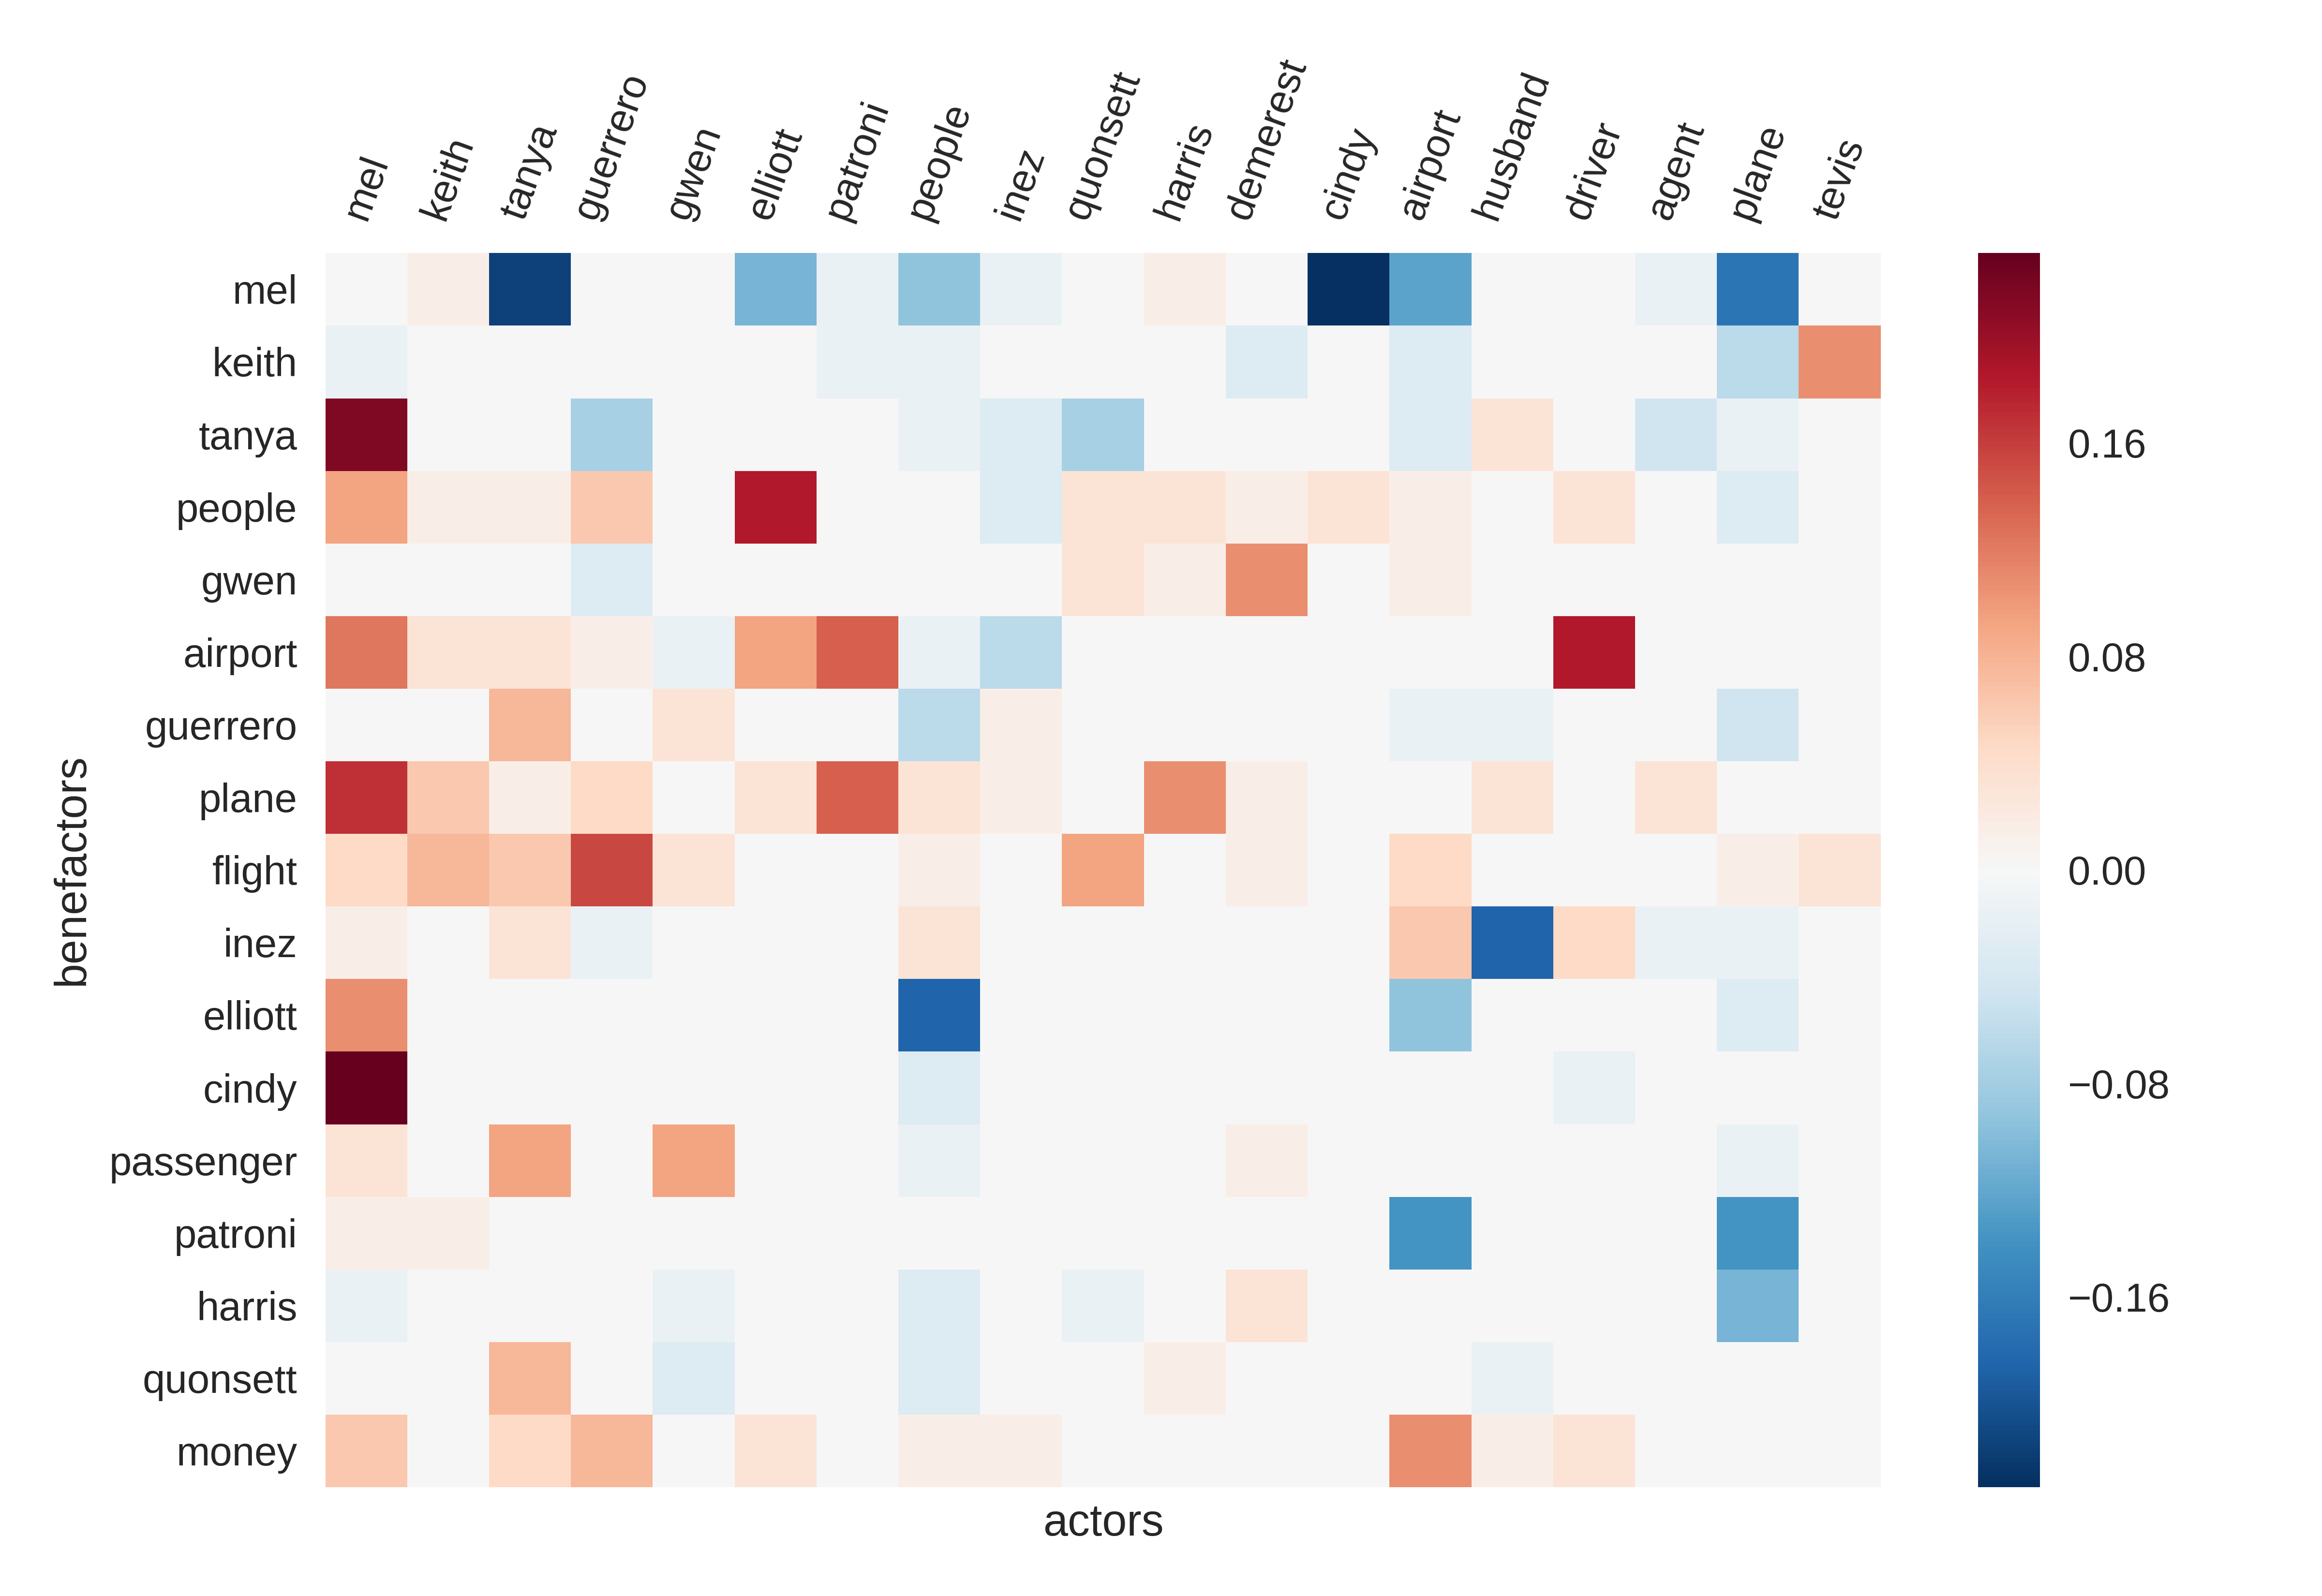 mel keith tanya guerrero gwen elliott patroni people inez quonsett harris demerest cindy airport husband driver agent plane tevis
mel
keith
tanya
people
gwen
airport
guerrero
plane
flight
inez
elliott
cindy
passenger
patroni
harris
quonsett
money
benefactors
actors
0.16
0.08
0.00
−0.08
−0.16